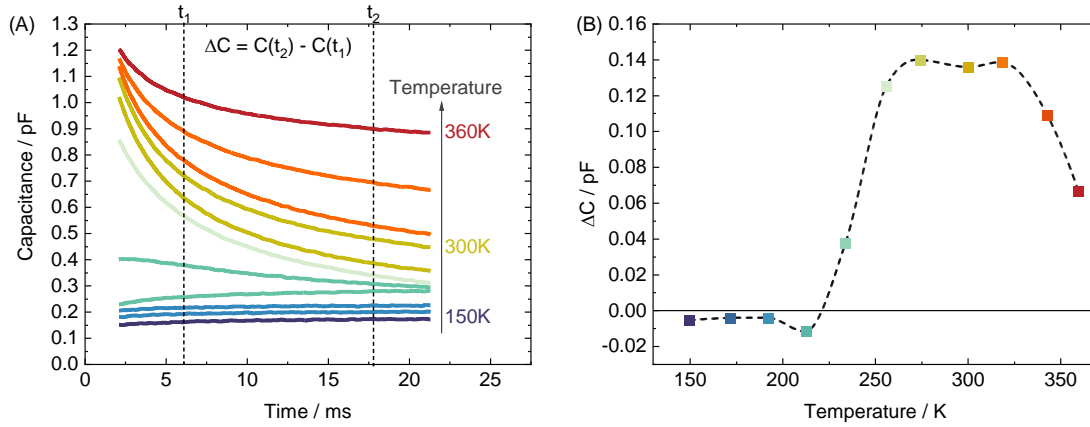 (A)
t1
t2
ΔC = C(t2) - C(t1)
Temperature
360K
300K
150K
1.3
1.2
1.1
1.0
0.9
0.8
0.7
0.6
0.5
0.4
0.3
0.2
0.1
0.0
Capacitance / pF
0 5 10 15 20 25
Time / ms
(B)
0.16
0.14
0.12
0.10
0.08
0.06
0.04
0.02
0.00
-0.02
ΔC / pF
150 200 250 300 350
Temperature / K